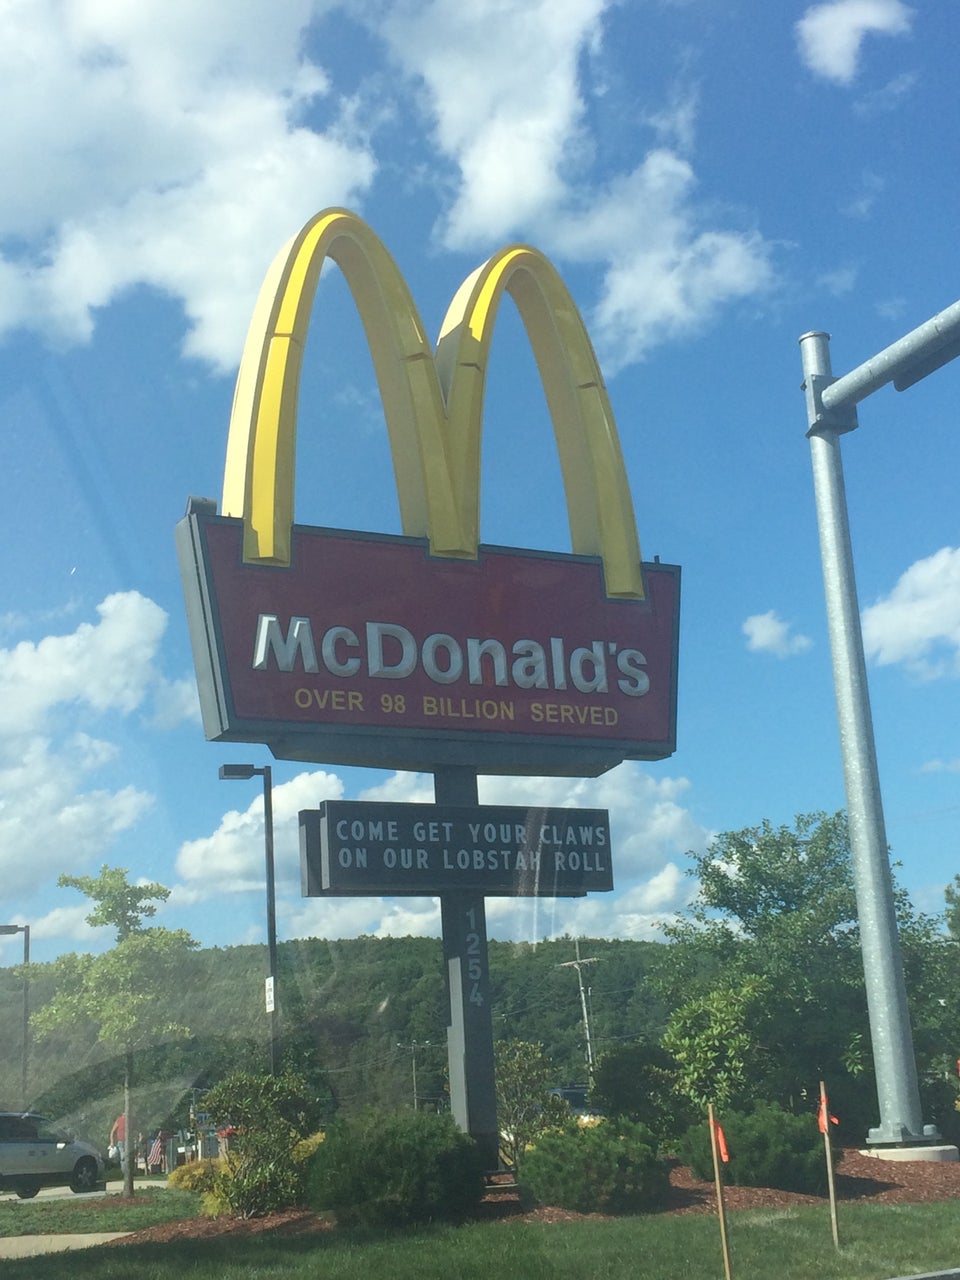 McDonald's
OVER 98 BILLION SERVED
COME GET YOUR CLAWS
ON OUR LOBSTAH ROLL
1254